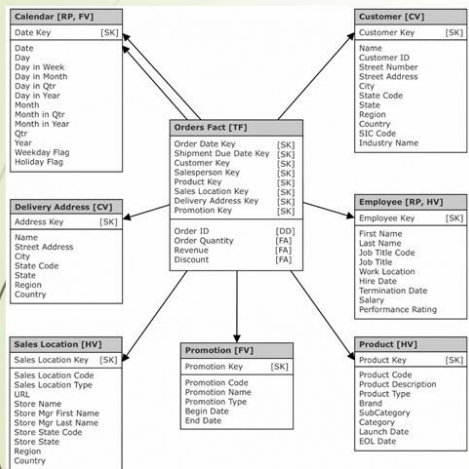 Calendar [RP, FV]
Date Key [SK]
Date
Day
Day in Week
Day in Month
Day in Qtr
Day in Year
Month
Month in Qtr
Month in Year
Qtr
Year
Weekday Flag
Holiday Flag
Customer [CV]
Customer Key [SK]
Name
Customer ID
Street Number
Street Address
City
State Code
State
Region
Country
SIC Code
Industry Name
Orders Fact [TF]
Order Date Key [SK]
Shipment Due Date Key [SK]
Customer Key [SK]
Salesperson Key [SK]
Product Key [SK]
Sales Location Key [SK]
Delivery Address Key [SK]
Promotion Key [SK]
Order ID [DD]
Order Quantity [FA]
Revenue [FA]
Discount [FA]
Delivery Address [CV]
Address Key [SK]
Name
Street Address
City
State Code
State
Region
Country
Employee [RP, HV]
Employee Key [SK]
First Name
Last Name
Job Title Code
Job Title
Work Location
Hire Date
Termination Date
Salary
Performance Rating
Sales Location [HV]
Sales Location Key [SK]
Sales Location Code
Sales Location Type
URL
Store Name
Store Mgr First Name
Store Mgr Last Name
Store State Code
Store State
Region
Country
Promotion [FV]
Promotion Key [SK]
Promotion Code
Promotion Name
Promotion Type
Begin Date
End Date
Product [HV]
Product Key [SK]
Product Code
Product Description
Product Type
Brand
SubCategory
Category
Launch Date
EOL Date